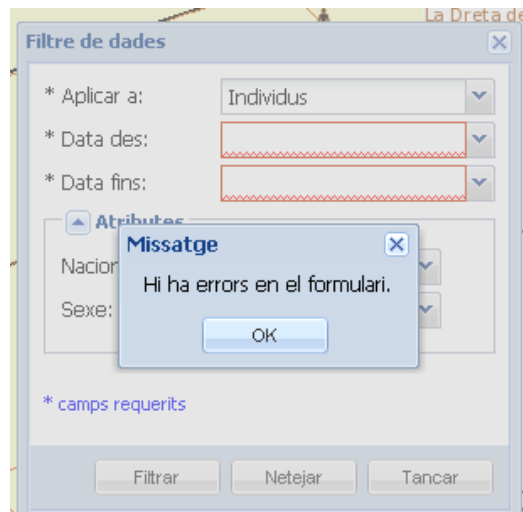 La Dreta de
Filtre de dades
* Aplicar a: Individus
* Data des:
* Data fins:
Atributes
Missatge
Hi ha errors en el formulari.
OK
Nacion
Sexe:
* camps requerits
Filtrar Netejar Tancar